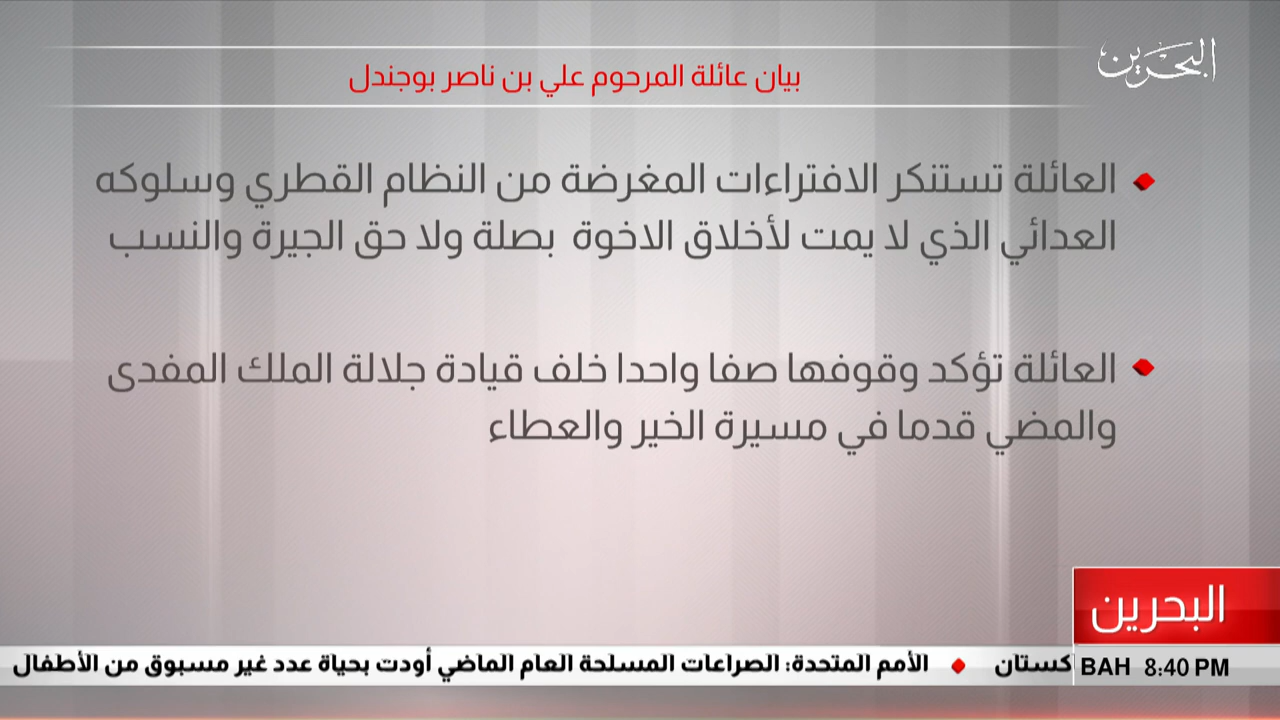 البحرين
بيان عائلة المرحوم علي بن ناصر بوجندل
العائلة تستنكر الافتراءات المغرضة من النظام القطري وسلوكه
العدائي الذي لا يمت لأخلاق الاخوة بصلة ولا حق الجيرة والنسب
العائلة تؤكد وقوفها صفا واحدا خلف قيادة جلالة الملك المفدى
والمضي قدما في مسيرة الخير والعطاء
البحرين
BAH 8:40 PM
كستان ♦ الأمم المتحدة: الصراعات المسلحة العام الماضي أودت بحياة عدد غير مسبوق من الأطفال